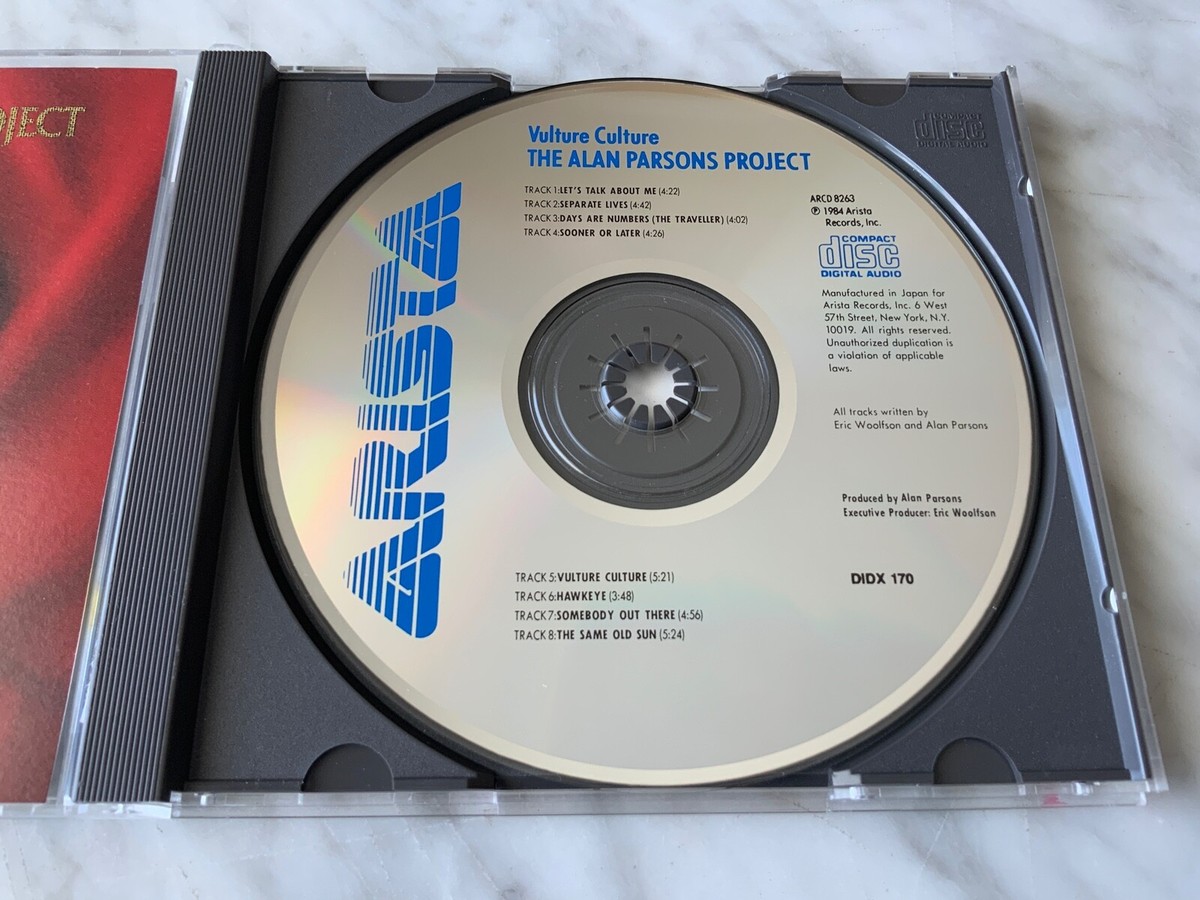 Vulture Culture
THE ALAN PARSONS PROJECT
TRACK 1:LET'S TALK ABOUT ME (4:22)
TRACK 2:SEPARATE LIVES (4:42)
TRACK 3:DAYS ARE NUMBERS (THE TRAVELLER) (4:02)
TRACK 4:SOONER OR LATER (4:26)
ARCD 8263
℗ 1984 Arista
Records, Inc.
COMPACT
disc
DIGITAL AUDIO
Manufactured in Japan for
Arista Records, Inc. 6 West
57th Street, New York, N.Y.
10019. All rights reserved.
Unauthorized duplication is
a violation of applicable
laws.
All tracks written by
Eric Woolfson and Alan Parsons
Produced by Alan Parsons
Executive Producer: Eric Woolfson
DIDX 170
TRACK 5:VULTURE CULTURE (5:21)
TRACK 6:HAWKEYE (3:48)
TRACK 7:SOMEBODY OUT THERE (4:56)
TRACK 8:THE SAME OLD SUN (5:24)
ARISTA
COMPACT
disc
DIGITAL AUDIO